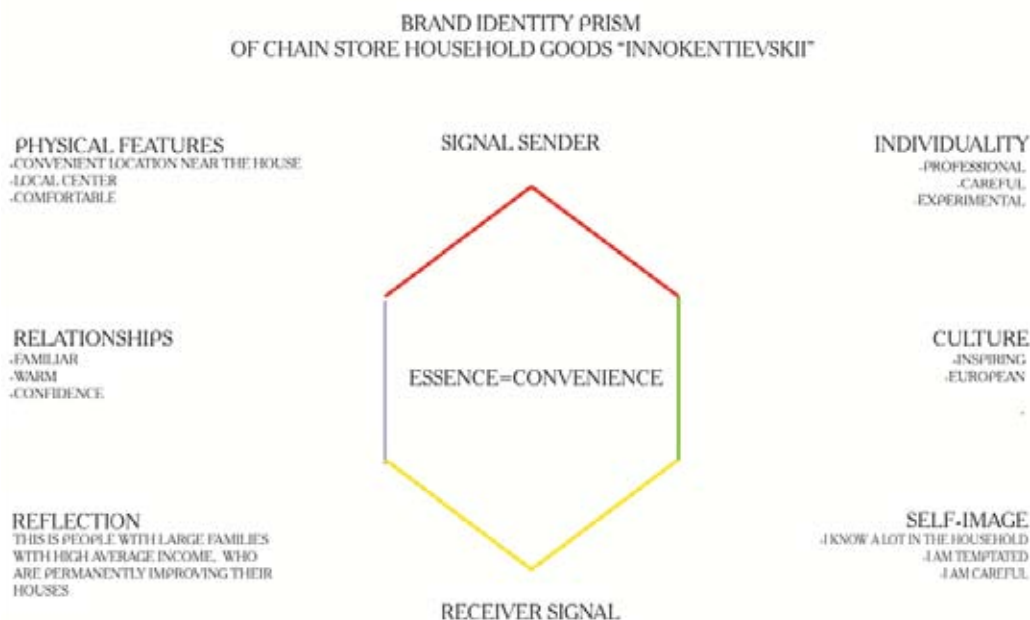 BRAND IDENTITY PRISM
OF CHAIN STORE HOUSEHOLD GOODS "INNOKENTIEVSKII"
PHYSICAL FEATURES
-CONVENIENT LOCATION NEAR THE HOUSE
-LOCAL CENTER
-COMFORTABLE
SIGNAL SENDER
INDIVIDUALITY
-PROFESSIONAL
-CAREFUL
-EXPERIMENTAL
RELATIONSHIPS
-FAMILIAR
-WARM
-CONFIDENCE
ESSENCE=CONVENIENCE
CULTURE
-INSPIRING
-EUROPEAN
-
REFLECTION
THIS IS PEOPLE WITH LARGE FAMILIES
WITH HIGH AVERAGE INCOME, WHO
ARE PERMANENTLY IMPROVING THEIR
HOUSES
SELF-IMAGE
-I KNOW A LOT IN THE HOUSEHOLD
-I AM TEMPTATED
-I AM CAREFUL
RECEIVER SIGNAL